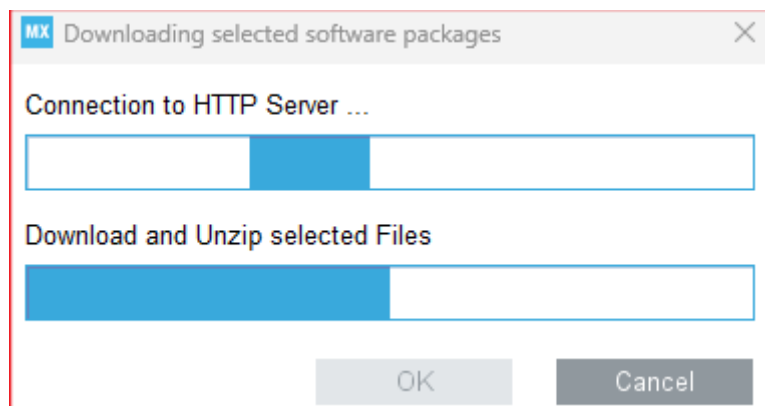 MX Downloading selected software packages
Connection to HTTP Server ...
Download and Unzip selected Files
OK Cancel